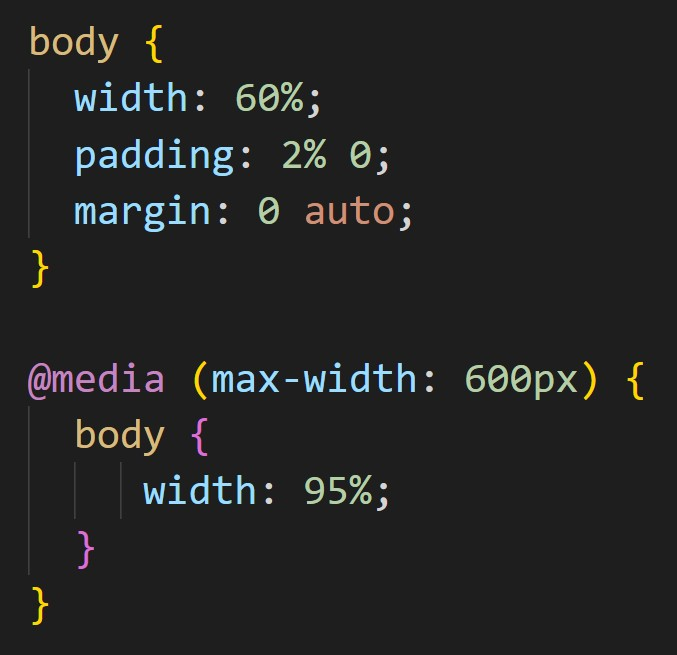 body {
  width: 60%;
  padding: 2% 0;
  margin: 0 auto;
}

@media (max-width: 600px) {
  body {
     width: 95%;
  }
}